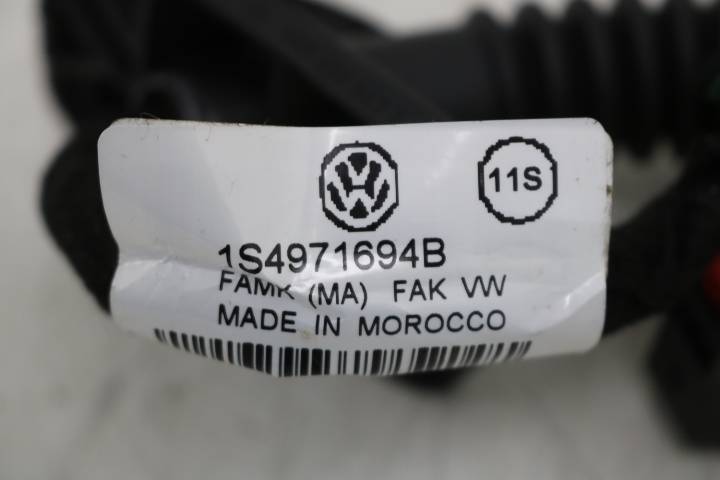 11S
1S4971694B
FAMK (MA) FAK VW
MADE IN MOROCCO